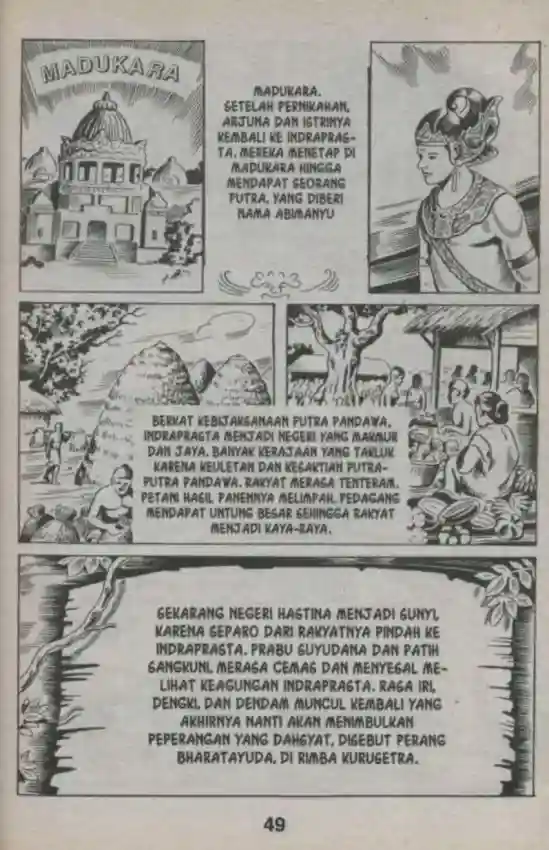 MADUKARA
MADUKARA.
SETELAH PERNIKAHAN,
ARJUNA DAN ISTRINYA
KEMBALI KE INDRAPRAS-
TA. MEREKA MENETAP DI
MADUKARA HINGGA
MENDAPAT SEORANG
PUTRA, YANG DIBERI
NAMA ABIMANYU
BERKAT KEBIJAKSANAAN PUTRA PANDAWA,
INDRAPRASTA MENJADI NEGERI YANG MAKMUR
DAN JAYA. BANYAK KERAJAAN YANG TAKLUK
KARENA KEULETAN DAN KESAKTIAN PUTRA-
PUTRA PANDAWA. RAKYAT MERASA TENTERAM.
PETANI HASIL PANENNYA MELIMPAH. PEDAGANG
MENDAPAT UNTUNG BESAR SEHINGGA RAKYAT
MENJADI KAYA-RAYA.
SEKARANG NEGERI HASTINA MENJADI SUNYI,
KARENA SEPARO DARI RAKYATNYA PINDAH KE
INDRAPRASTA. PRABU SUYUDANA DAN PATIH
SANGKUNI, MERASA CEMAS DAN MENYESAL ME-
LIHAT KEAGUNGAN INDRAPRASTA. RASA IRI,
DENGKI, DAN DENDAM MUNCUL KEMBALI YANG
AKHIRNYA NANTI AKAN MENIMBULKAN
PEPERANGAN YANG DAHSYAT, DISEBUT PERANG
BHARATAYUDA, DI RIMBA KURUSETRA.
49